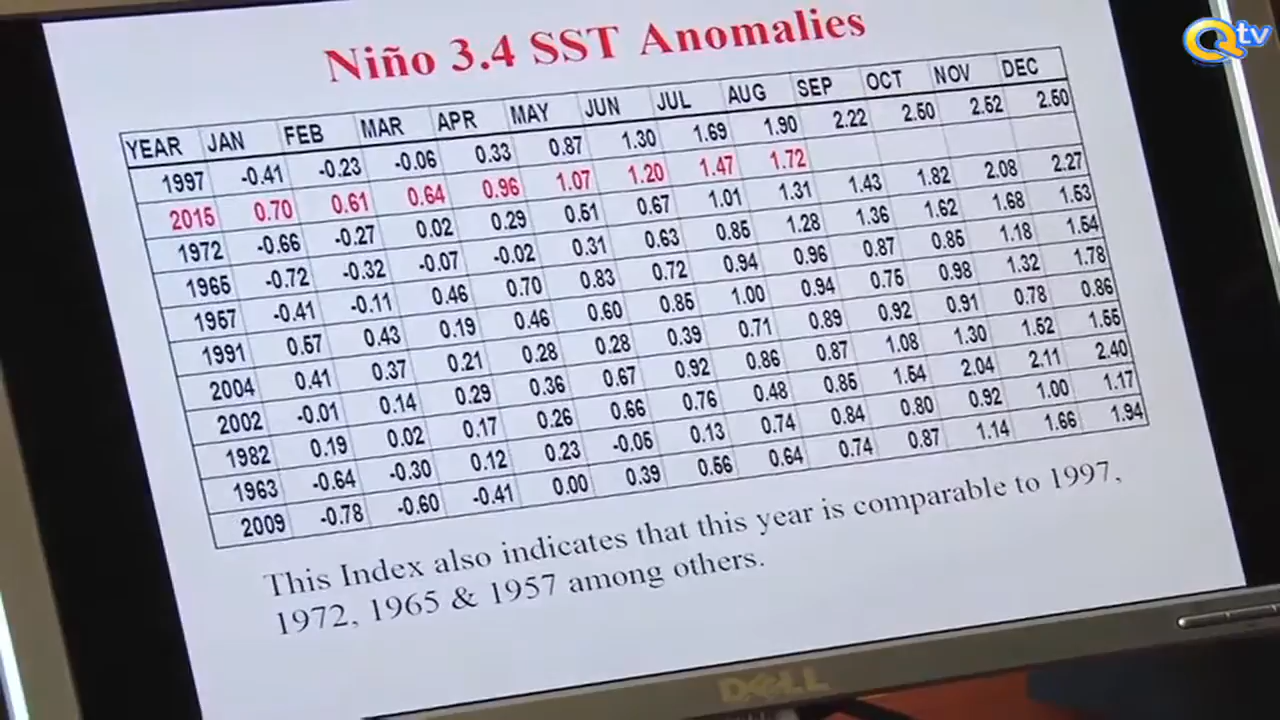 Qtv
Niño 3.4 SST Anomalies
YEAR JAN FEB MAR APR MAY JUN JUL AUG SEP OCT NOV DEC
1997 -0.41 -0.23 -0.06 0.33 0.87 1.30 1.69 1.90 2.22 2.50 2.52 2.50
2015 0.70 0.61 0.64 0.96 1.07 1.20 1.47 1.72
1972 -0.66 -0.27 0.02 0.29 0.51 0.67 1.01 1.31 1.43 1.82 2.08 2.27
1965 -0.72 -0.32 -0.07 -0.02 0.31 0.63 0.85 1.28 1.36 1.62 1.68 1.53
1957 -0.41 -0.11 0.46 0.70 0.83 0.72 0.94 0.96 0.87 0.85 1.18 1.54
1991 0.57 0.43 0.19 0.46 0.60 0.85 1.00 0.94 0.75 0.98 1.32 1.78
2004 0.41 0.37 0.21 0.28 0.28 0.39 0.71 0.89 0.92 0.91 0.78 0.86
2002 -0.01 0.14 0.29 0.36 0.67 0.92 0.86 0.87 1.08 1.30 1.52 1.55
1982 0.19 0.02 0.17 0.26 0.66 0.76 0.48 0.85 1.54 2.04 2.11 2.40
1963 -0.64 -0.30 0.12 0.23 -0.05 0.13 0.74 0.84 0.80 0.92 1.00 1.17
2009 -0.78 -0.60 -0.41 0.00 0.39 0.56 0.64 0.74 0.87 1.14 1.66 1.94
This Index also indicates that this year is comparable to 1997,
1972, 1965 & 1957 among others.
DELL